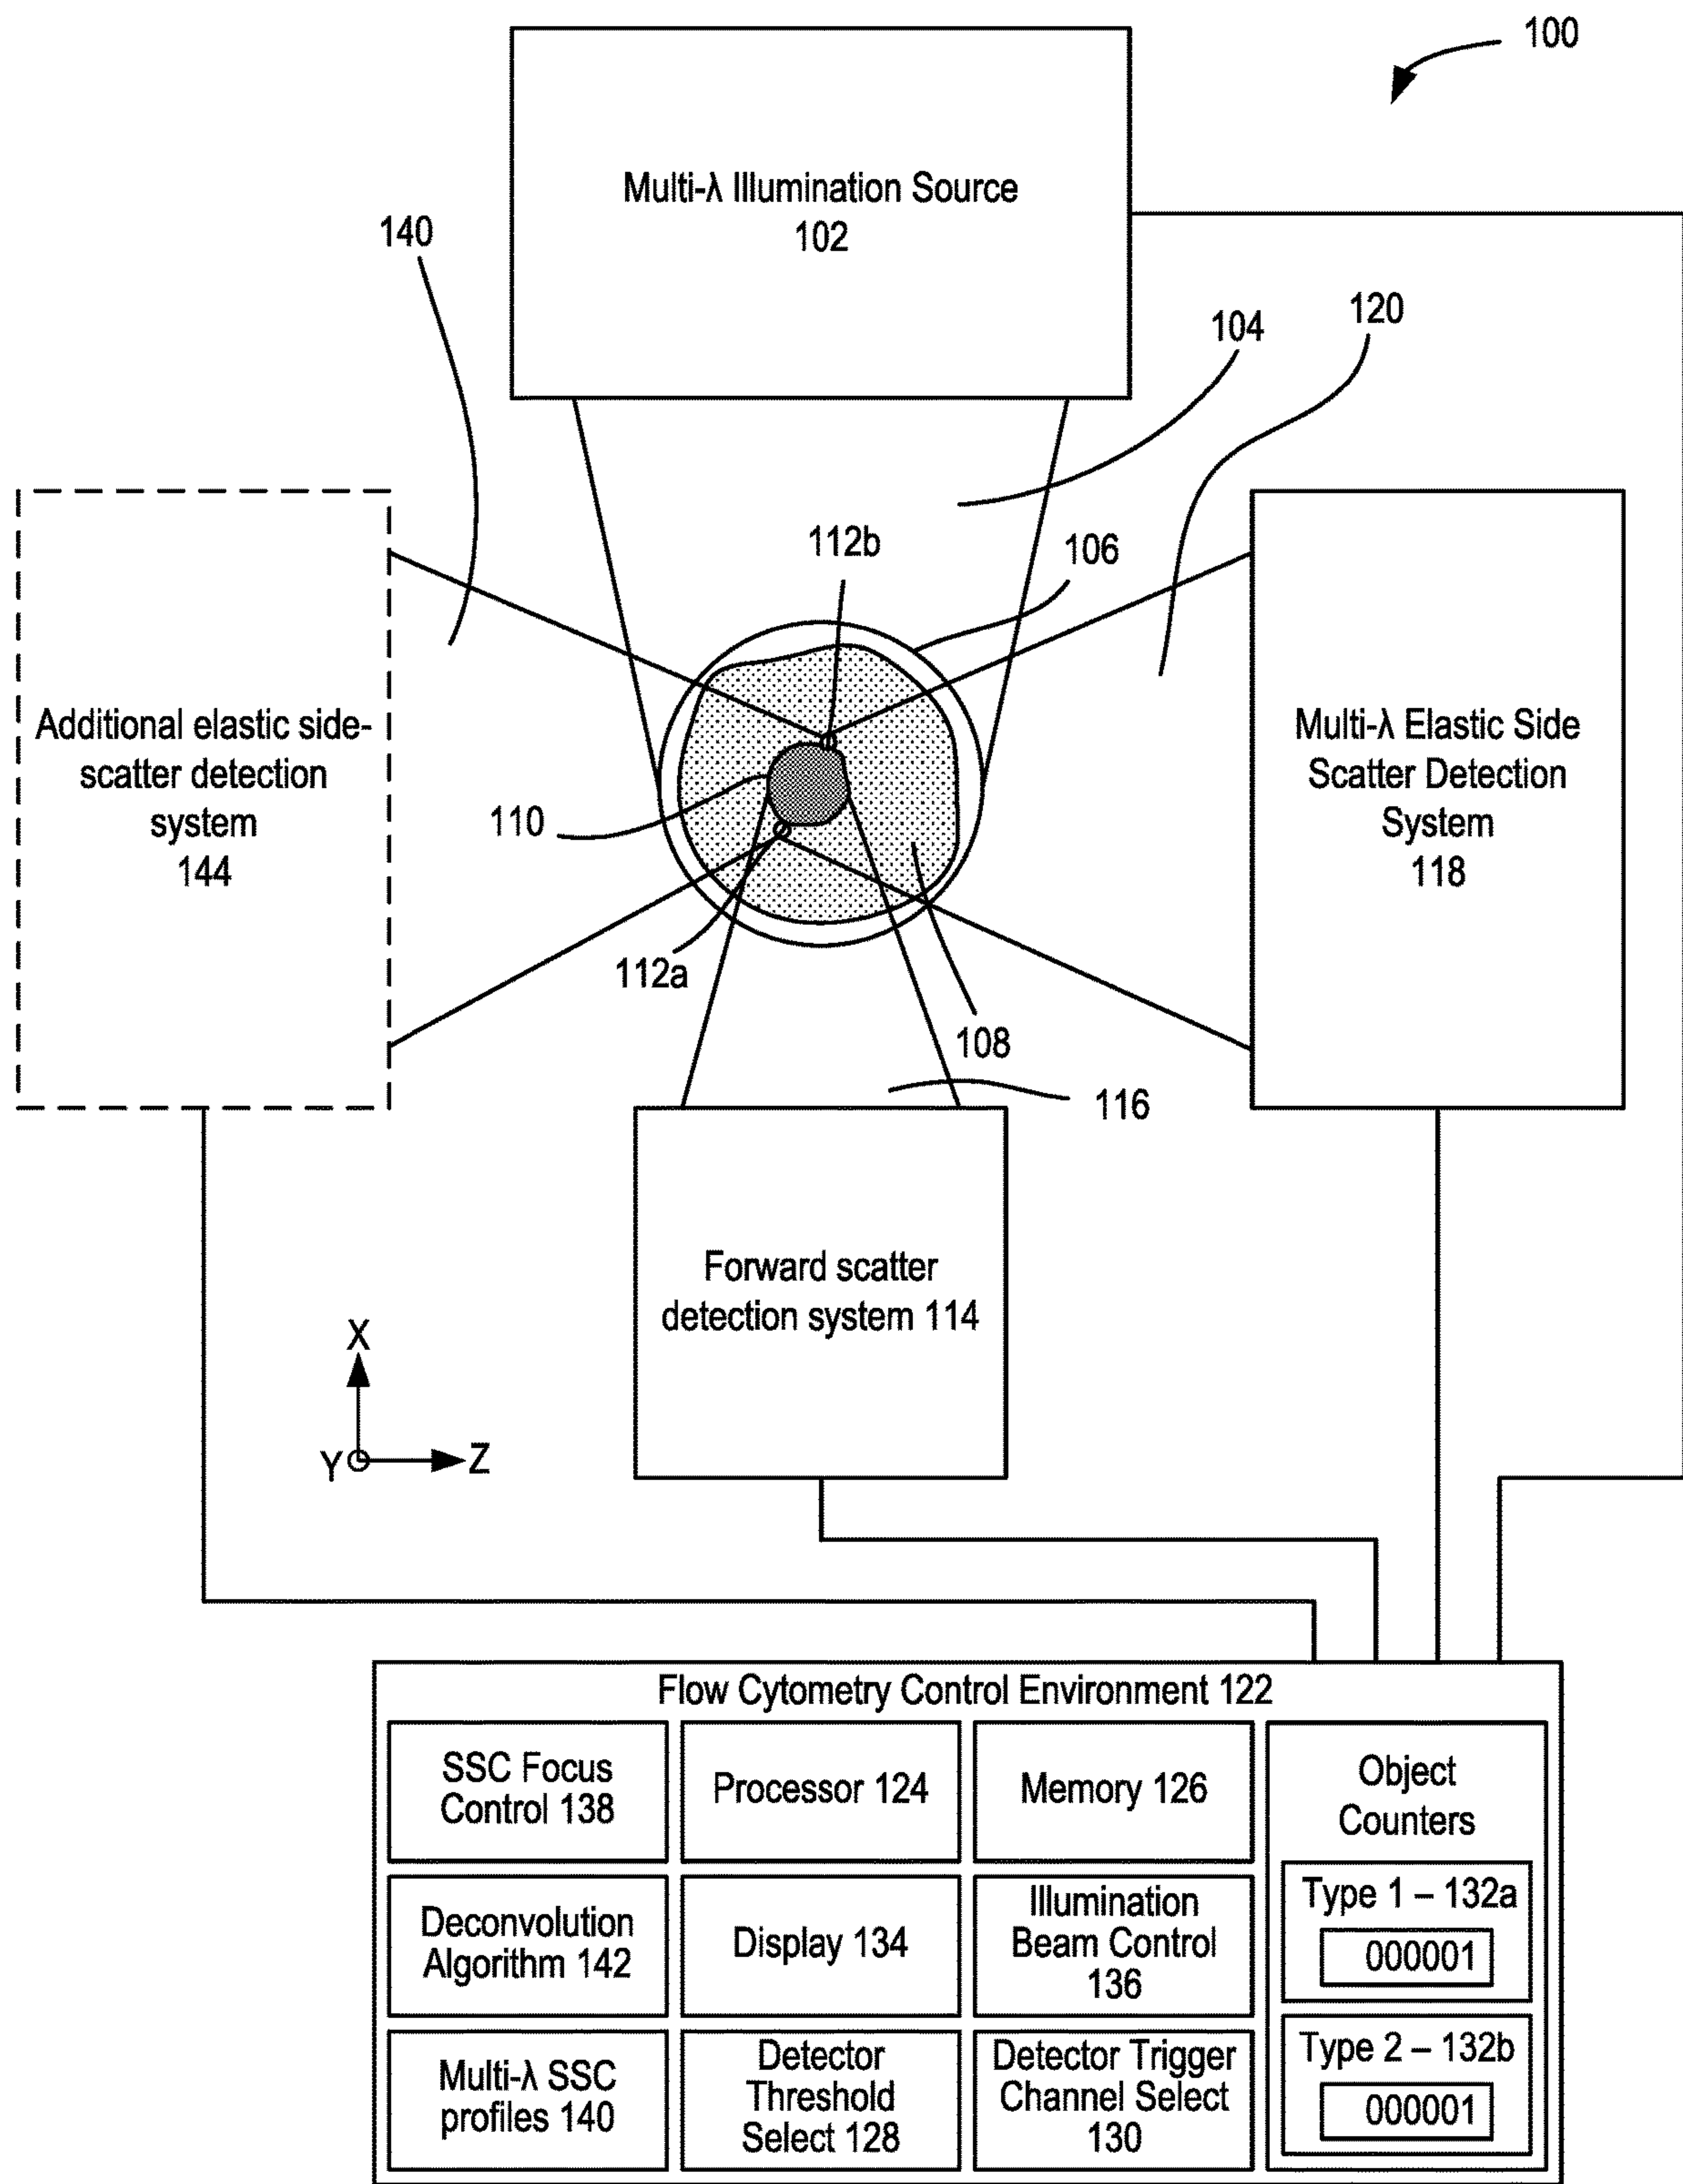 100
Multi-λ Illumination Source
102
140
104
120
112b
106
Additional elastic side-
scatter detection
system
144
Multi-λ Elastic Side
Scatter Detection
System
118
110
112a
108
116
Forward scatter
detection system 114
X
Y
Z
Flow Cytometry Control Environment 122
SSC Focus
Control 138
Processor 124
Memory 126
Object
Counters
Deconvolution
Algorithm 142
Display 134
Illumination
Beam Control
136
Type 1 – 132a
000001
Multi-λ SSC
profiles 140
Detector
Threshold
Select 128
Detector Trigger
Channel Select
130
Type 2 – 132b
000001